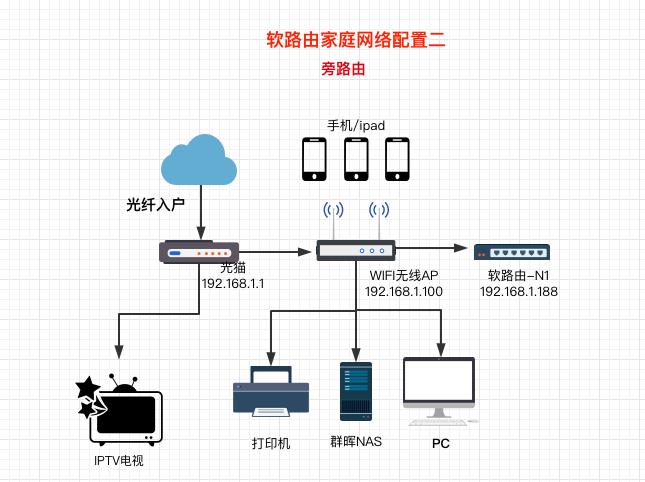 软路由家庭网络配置二
旁路由
手机/ipad
光纤入户
光猫
192.168.1.1
WIFI无线AP
192.168.1.100
软路由-N1
192.168.1.188
IPTV电视
打印机
群晖NAS
PC